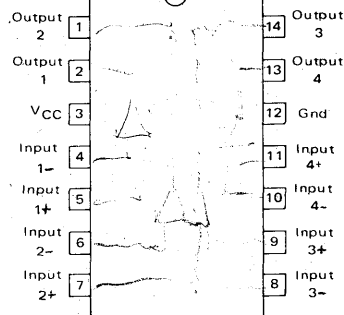 Output
2
1
14
Output
3
Output
1
2
13
Output
4
VCC
3
12
Gnd
Input
1-
4
11
Input
4+
Input
1+
5
10
Input
4-
Input
2-
6
9
Input
3+
Input
2+
7
8
Input
3-